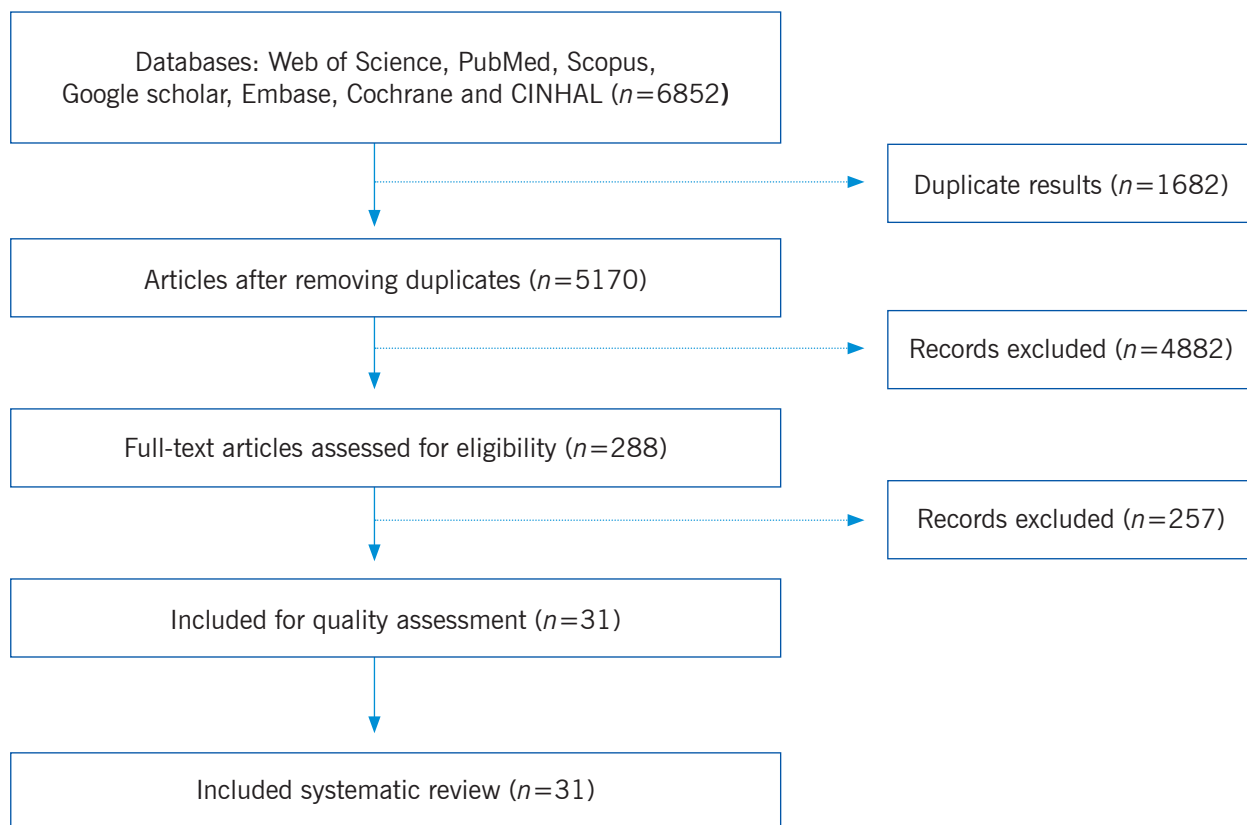 Databases: Web of Science, PubMed, Scopus,
Google scholar, Embase, Cochrane and CINHAL (n=6852)
Duplicate results (n=1682)
Articles after removing duplicates (n=5170)
Records excluded (n=4882)
Full-text articles assessed for eligibility (n=288)
Records excluded (n=257)
Included for quality assessment (n=31)
Included systematic review (n=31)